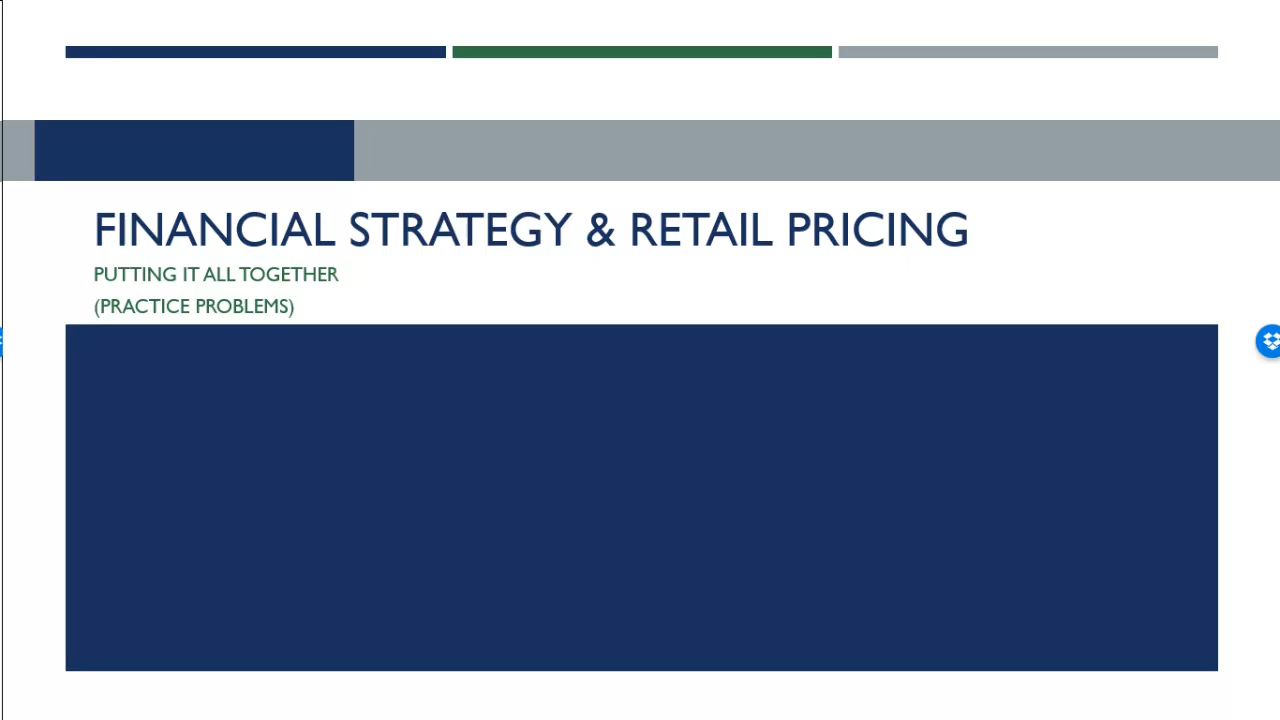 FINANCIAL STRATEGY & RETAIL PRICING
PUTTING IT ALL TOGETHER
(PRACTICE PROBLEMS)